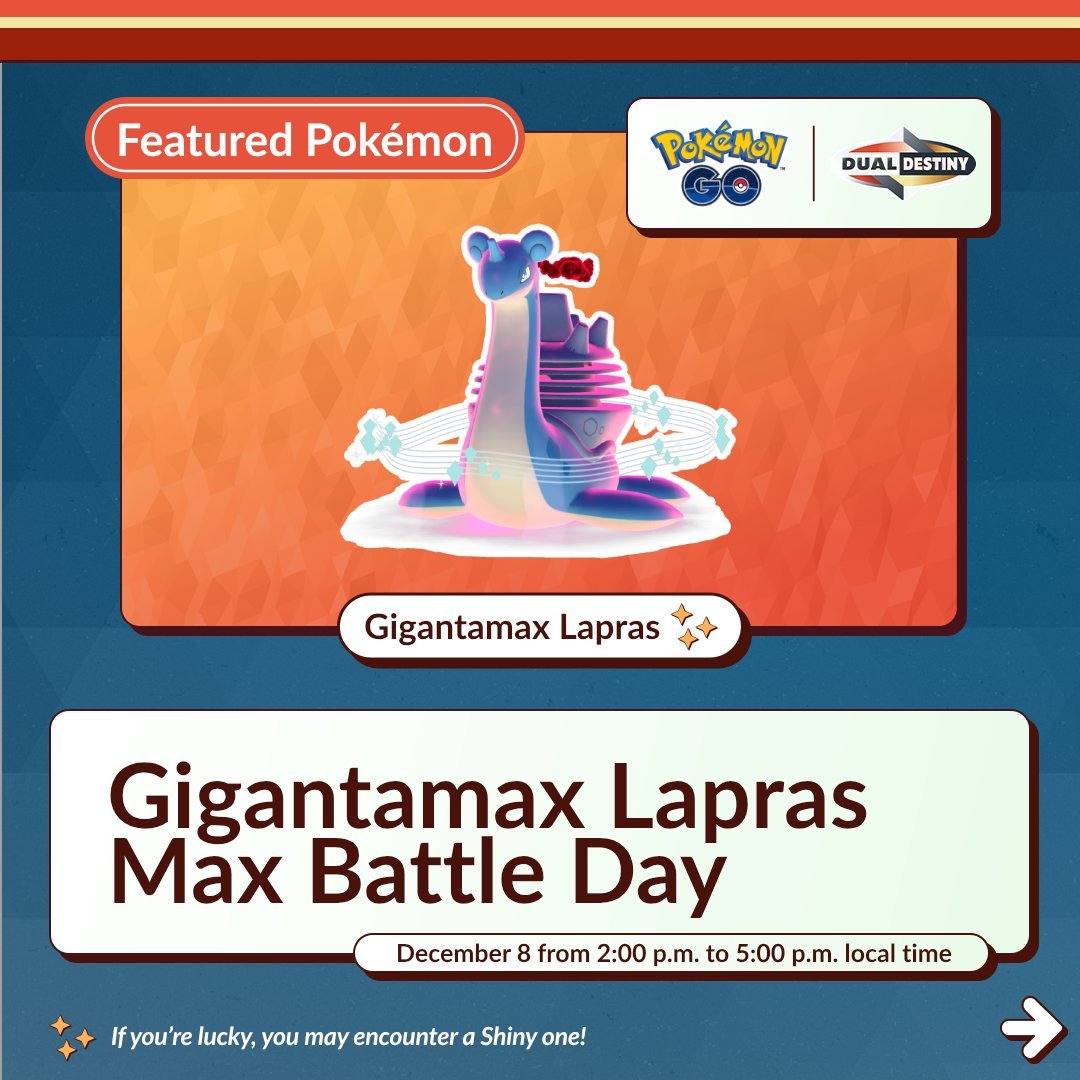 Featured Pokémon
POKéMON
GO
DUAL DESTINY
Gigantamax Lapras
Gigantamax Lapras
Max Battle Day
December 8 from 2:00 p.m. to 5:00 p.m. local time
If you’re lucky, you may encounter a Shiny one!